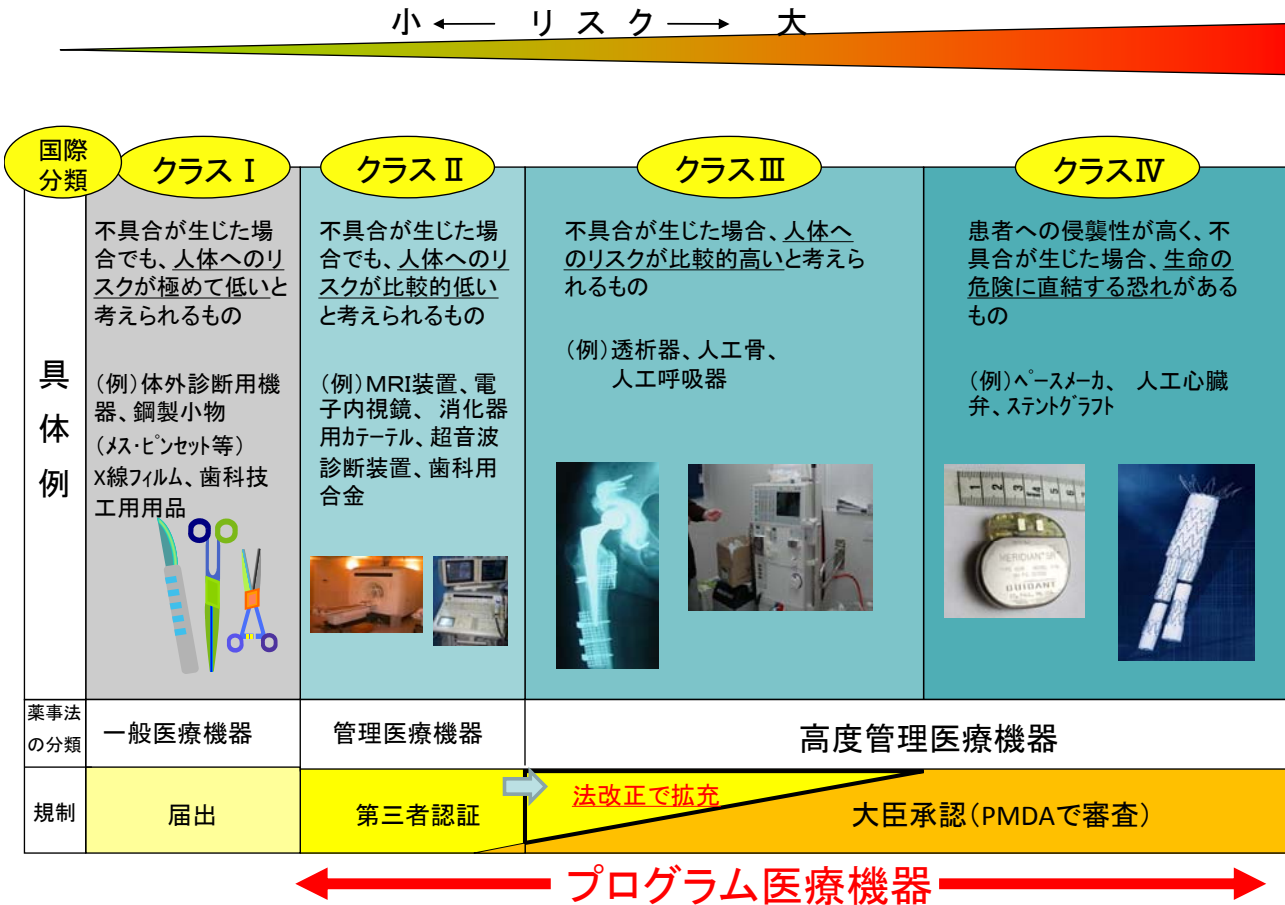 小 ← リスク → 大
国際
分類
クラスⅠ
クラスⅡ
クラスⅢ
クラスⅣ
具体例
不具合が生じた場
合でも、人体へのリ
スクが極めて低いと
考えられるもの
(例)体外診断用機
器、鋼製小物
(メス・ピンセット等)
X線フィルム、歯科技
工用用品
不具合が生じた場
合でも、人体へのリ
スクが比較的低い
と考えられるもの
(例)MRI装置、電
子内視鏡、 消化器
用カテーテル、超音波
診断装置、歯科用
合金
不具合が生じた場合、人体へ
のリスクが比較的高いと考えら
れるもの
(例)透析器、人工骨、
人工呼吸器
患者への侵襲性が高く、不
具合が生じた場合、生命の
危険に直結する恐れがある
もの
(例)ペースメーカ、 人工心臓
弁、ステントグラフト
1 2 3 4 5 6
MERIDIAN SR
GUIDANT
薬事法
の分類
一般医療機器
管理医療機器
高度管理医療機器
規制
届出
第三者認証
法改正で拡充
大臣承認(PMDAで審査)
プログラム医療機器